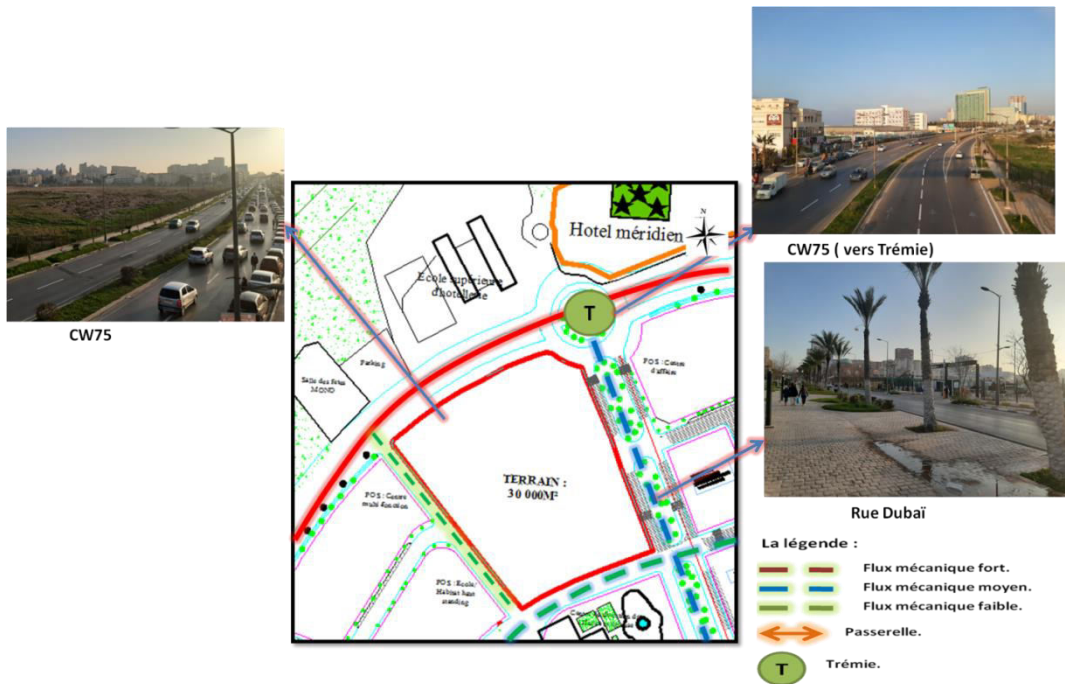 CW75
CW75 ( vers Trémie)
Rue Dubaï
N
Hotel méridien
Ecole supérieure
d'hotellerie
T
Parking
Salle des fetes
MONO
POS : Centre
d'affaire
TERRAIN :
30 000M²
POS : Centre
multi fonction
POS : Ecole/
Habitat haut
standing
La légende :
Flux mécanique fort.
Flux mécanique moyen.
Flux mécanique faible.
Passerelle.
T
Trémie.